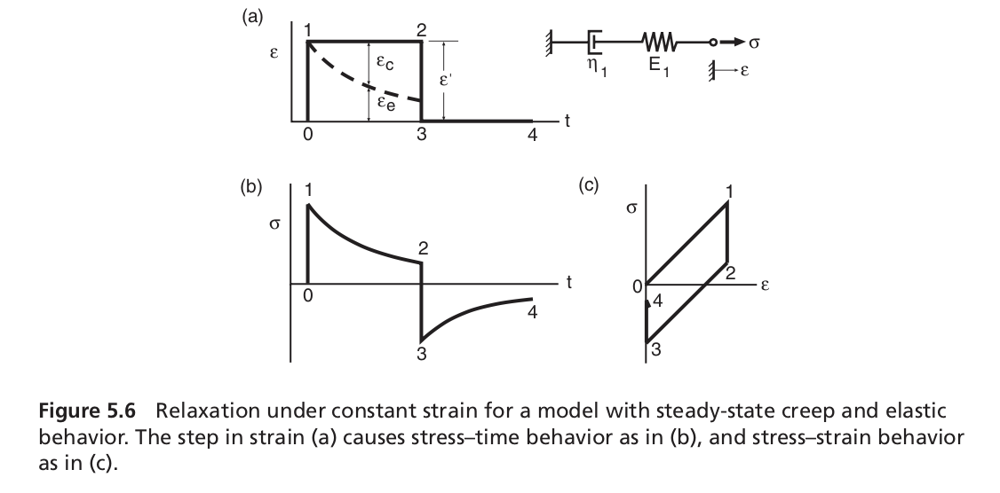 (a)
1
2
ε
εc
εe
ε'
t
0
3
4
η1
E1
σ
ε
(b)
1
σ
2
t
0
4
3
(c)
1
σ
2
0
ε
4
3
Figure 5.6 Relaxation under constant strain for a model with steady-state creep and elastic
behavior. The step in strain (a) causes stress–time behavior as in (b), and stress–strain behavior
as in (c).